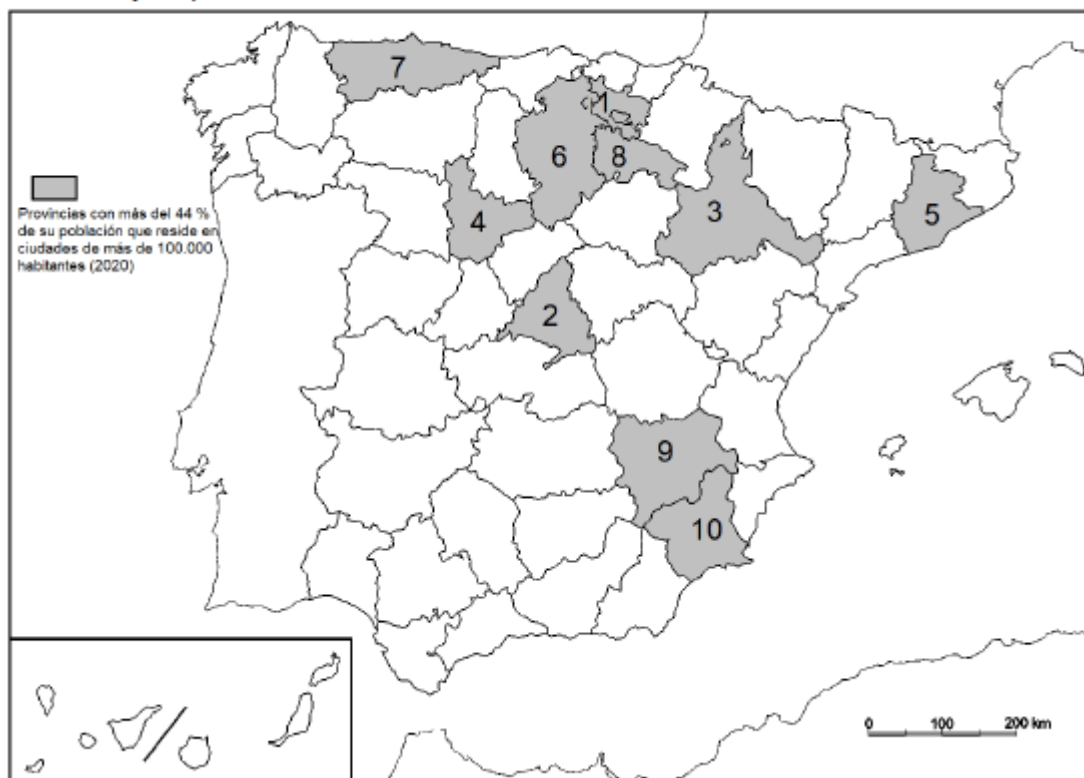 7
1
6
8
4
3
5
Provincias con más del 44 %
de su población que reside en
ciudades de más de 100.000
habitantes (2020)
2
9
10
0 100 200 km